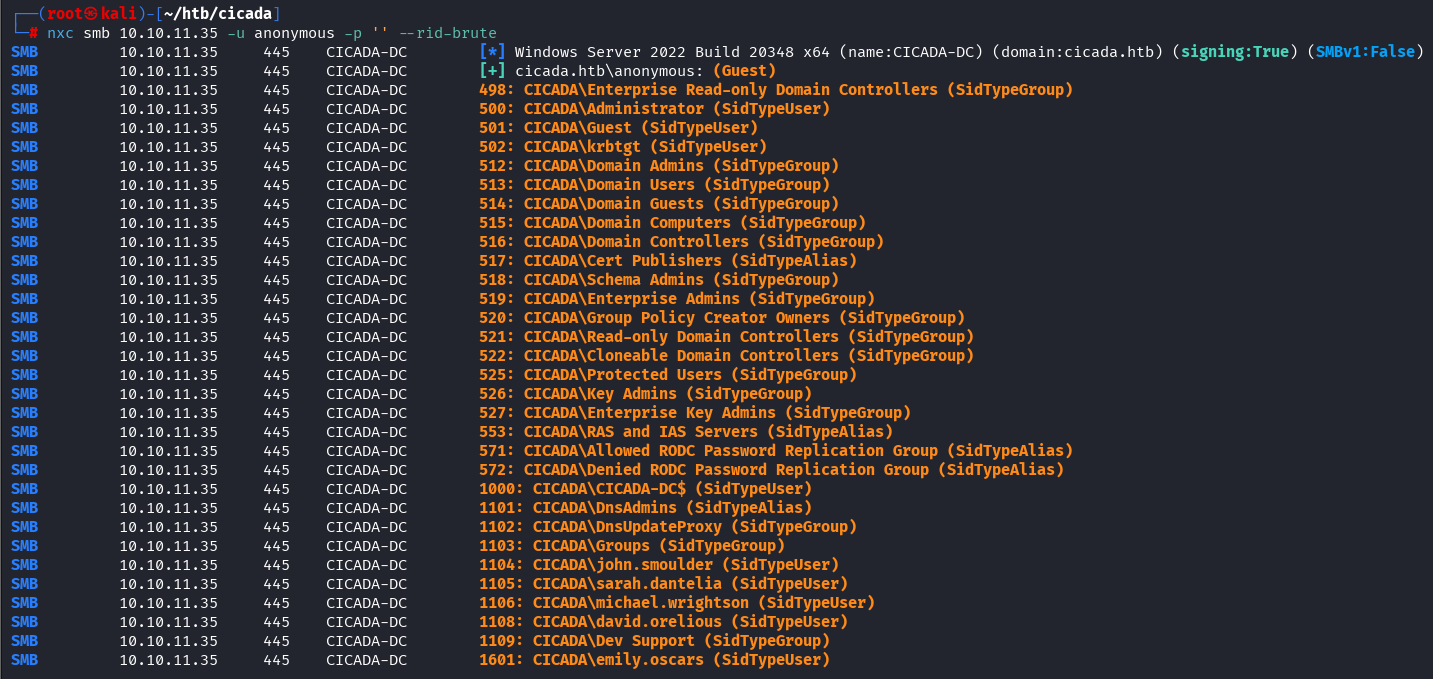 ┌──(root㉿kali)-[~/htb/cicada]
└─# nxc smb 10.10.11.35 -u anonymous -p '' --rid-brute
SMB 10.10.11.35 445 CICADA-DC [*] Windows Server 2022 Build 20348 x64 (name:CICADA-DC) (domain:cicada.htb) (signing:True) (SMBv1:False)
SMB 10.10.11.35 445 CICADA-DC [+] cicada.htb\anonymous: (Guest)
SMB 10.10.11.35 445 CICADA-DC 498: CICADA\Enterprise Read-only Domain Controllers (SidTypeGroup)
SMB 10.10.11.35 445 CICADA-DC 500: CICADA\Administrator (SidTypeUser)
SMB 10.10.11.35 445 CICADA-DC 501: CICADA\Guest (SidTypeUser)
SMB 10.10.11.35 445 CICADA-DC 502: CICADA\krbtgt (SidTypeUser)
SMB 10.10.11.35 445 CICADA-DC 512: CICADA\Domain Admins (SidTypeGroup)
SMB 10.10.11.35 445 CICADA-DC 513: CICADA\Domain Users (SidTypeGroup)
SMB 10.10.11.35 445 CICADA-DC 514: CICADA\Domain Guests (SidTypeGroup)
SMB 10.10.11.35 445 CICADA-DC 515: CICADA\Domain Computers (SidTypeGroup)
SMB 10.10.11.35 445 CICADA-DC 516: CICADA\Domain Controllers (SidTypeGroup)
SMB 10.10.11.35 445 CICADA-DC 517: CICADA\Cert Publishers (SidTypeAlias)
SMB 10.10.11.35 445 CICADA-DC 518: CICADA\Schema Admins (SidTypeGroup)
SMB 10.10.11.35 445 CICADA-DC 519: CICADA\Enterprise Admins (SidTypeGroup)
SMB 10.10.11.35 445 CICADA-DC 520: CICADA\Group Policy Creator Owners (SidTypeGroup)
SMB 10.10.11.35 445 CICADA-DC 521: CICADA\Read-only Domain Controllers (SidTypeGroup)
SMB 10.10.11.35 445 CICADA-DC 522: CICADA\Cloneable Domain Controllers (SidTypeGroup)
SMB 10.10.11.35 445 CICADA-DC 525: CICADA\Protected Users (SidTypeGroup)
SMB 10.10.11.35 445 CICADA-DC 526: CICADA\Key Admins (SidTypeGroup)
SMB 10.10.11.35 445 CICADA-DC 527: CICADA\Enterprise Key Admins (SidTypeGroup)
SMB 10.10.11.35 445 CICADA-DC 553: CICADA\RAS and IAS Servers (SidTypeAlias)
SMB 10.10.11.35 445 CICADA-DC 571: CICADA\Allowed RODC Password Replication Group (SidTypeAlias)
SMB 10.10.11.35 445 CICADA-DC 572: CICADA\Denied RODC Password Replication Group (SidTypeAlias)
SMB 10.10.11.35 445 CICADA-DC 1000: CICADA\CICADA-DC$ (SidTypeUser)
SMB 10.10.11.35 445 CICADA-DC 1101: CICADA\DnsAdmins (SidTypeAlias)
SMB 10.10.11.35 445 CICADA-DC 1102: CICADA\DnsUpdateProxy (SidTypeGroup)
SMB 10.10.11.35 445 CICADA-DC 1103: CICADA\Groups (SidTypeGroup)
SMB 10.10.11.35 445 CICADA-DC 1104: CICADA\john.smoulder (SidTypeUser)
SMB 10.10.11.35 445 CICADA-DC 1105: CICADA\sarah.dantelia (SidTypeUser)
SMB 10.10.11.35 445 CICADA-DC 1106: CICADA\michael.wrightson (SidTypeUser)
SMB 10.10.11.35 445 CICADA-DC 1108: CICADA\david.orelious (SidTypeUser)
SMB 10.10.11.35 445 CICADA-DC 1109: CICADA\Dev Support (SidTypeGroup)
SMB 10.10.11.35 445 CICADA-DC 1601: CICADA\emily.oscars (SidTypeUser)